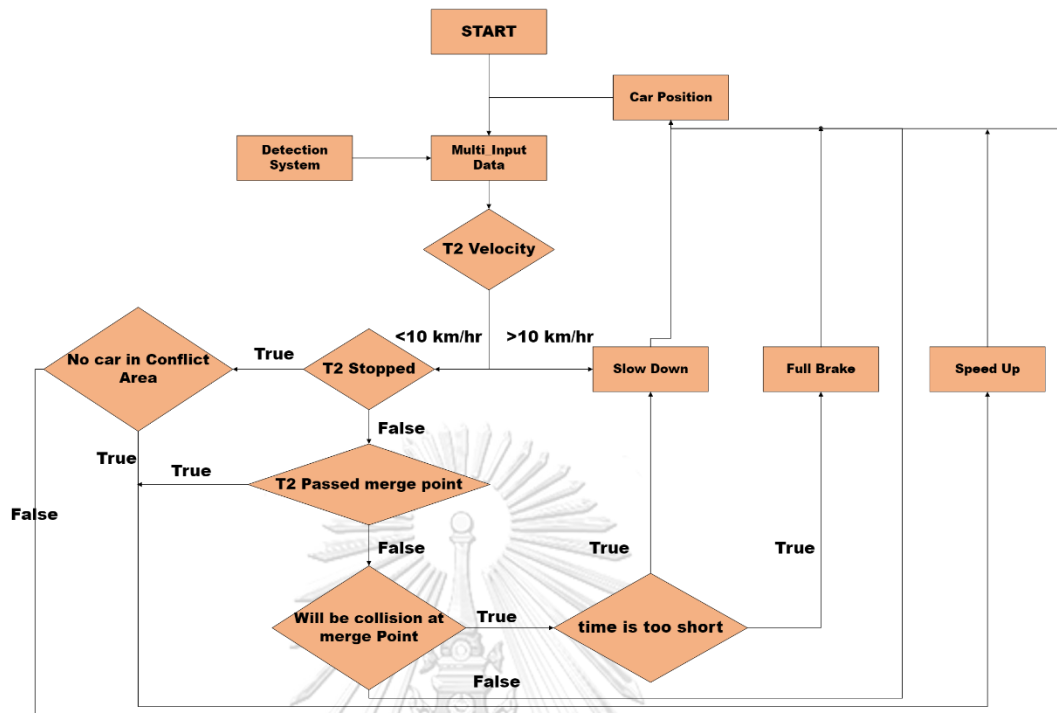 START
Car Position
Detection
System
Multi Input
Data
T2 Velocity
<10 km/hr
>10 km/hr
No car in Conflict
Area
True
T2 Stopped
Slow Down
Full Brake
Speed Up
False
True
True
T2 Passed merge point
False
False
True
True
Will be collision at
merge Point
True
time is too short
False